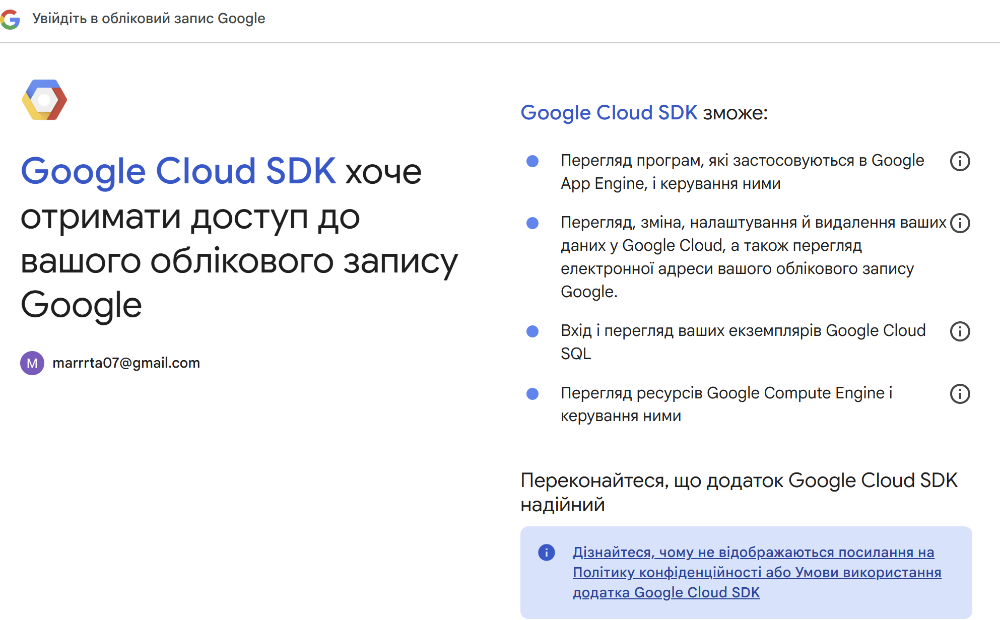 Увійдіть в обліковий запис Google
Google Cloud SDK хоче
отримати доступ до
вашого облікового запису
Google
M marrrta07@gmail.com
Google Cloud SDK зможе:
Перегляд програм, які застосовуються в Google
App Engine, і керування ними
Перегляд, зміна, налаштування й видалення ваших
даних у Google Cloud, а також перегляд
електронної адреси вашого облікового запису
Google.
Вхід і перегляд ваших екземплярів Google Cloud
SQL
Перегляд ресурсів Google Compute Engine і
керування ними
Переконайтеся, що додаток Google Cloud SDK
надійний
Дізнайтеся, чому не відображаються посилання на
Політику конфіденційності або Умови використання
додатка Google Cloud SDK